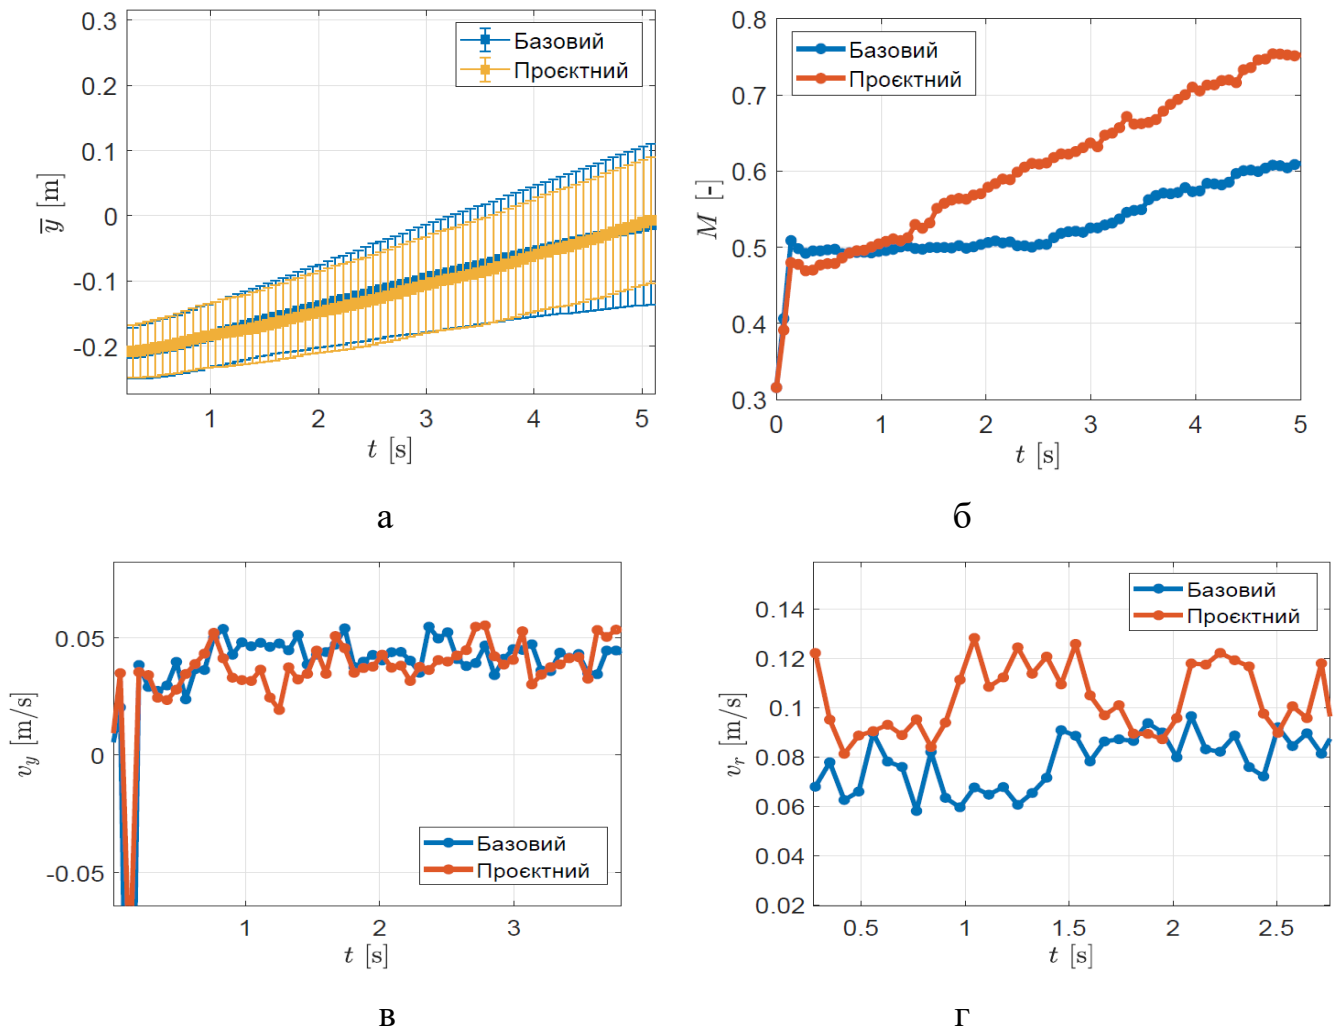 0.3
0.2
0.1
0
-0.1
-0.2
y̅ [m]
Базовий
Проєктний
1 2 3 4 5
t [s]
а
0.8
0.7
0.6
0.5
0.4
0.3
M [-]
Базовий
Проєктний
0 1 2 3 4 5
t [s]
б
0.05
0
-0.05
v_y [m/s]
Базовий
Проєктний
1 2 3
t [s]
в
0.14
0.12
0.1
0.08
0.06
0.04
0.02
v_r [m/s]
Базовий
Проєктний
0.5 1 1.5 2 2.5
t [s]
г